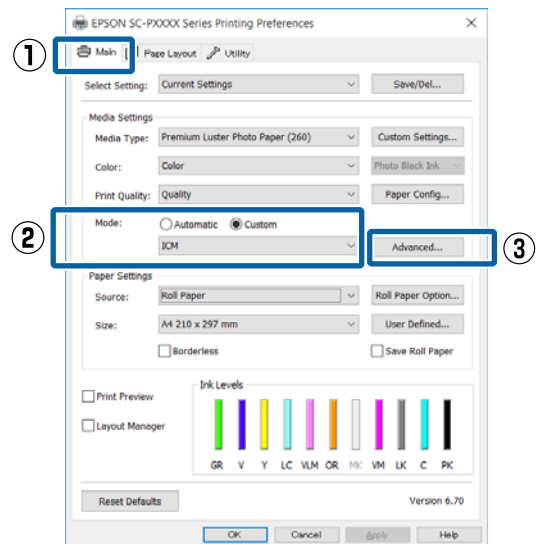 EPSON SC-PXXXX Series Printing Preferences
① Main Page Layout Utility
Select Setting: Current Settings Save/Del...
Media Settings
Media Type: Premium Luster Photo Paper (260) Custom Settings...
Color: Color Photo Black Ink
Print Quality: Quality Paper Config...
② Mode: Automatic Custom
ICM Advanced... ③
Paper Settings
Source: Roll Paper Roll Paper Option...
Size: A4 210 x 297 mm User Defined...
Borderless Save Roll Paper
Print Preview
Layout Manager
Ink Levels
GR V Y LC VLM OR MK VM LK C PK
Reset Defaults Version 6.70
OK Cancel Apply Help